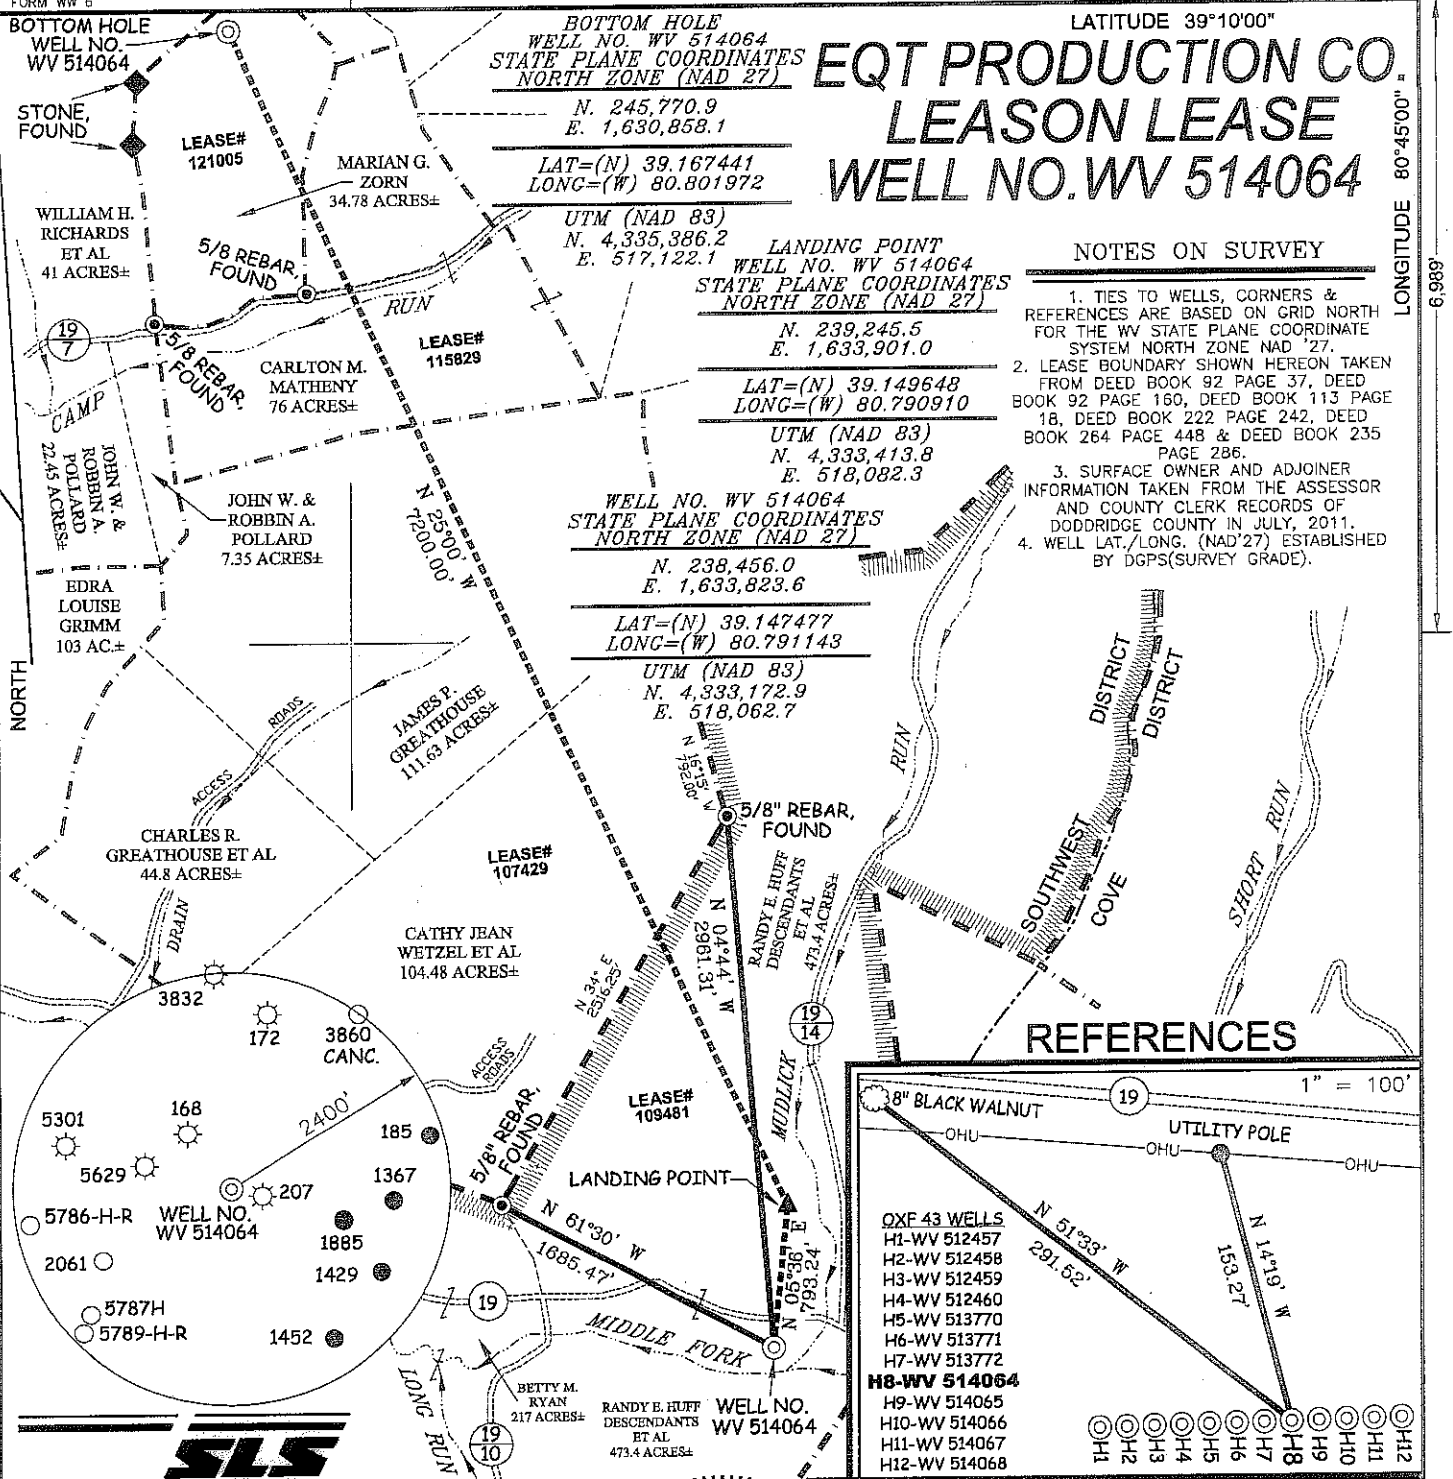 FORM WW 6
BOTTOM HOLE
WELL NO.
WV 514064
STONE,
FOUND
LEASE#
121005
MARIAN G.
ZORN
34.78 ACRES±
WILLIAM H.
RICHARDS
ET AL
41 ACRES±
5/8 REBAR,
FOUND
RUN
19
7
5/8 REBAR,
FOUND
CAMP
CARLTON M.
MATHENY
76 ACRES±
LEASE#
115829
JOHN W. &
ROBBIN A.
POLLARD
22.45 ACRES±
JOHN W. &
ROBBIN A.
POLLARD
7.35 ACRES±
EDRA
LOUISE
GRIMM
103 AC.±
NORTH
N 25°00' W
7200.00'
BOTTOM HOLE
WELL NO. WV 514064
STATE PLANE COORDINATES
NORTH ZONE (NAD 27)
N. 245,770.9
E. 1,630,858.1
LAT=(N) 39.167441
LONG=(W) 80.801972
UTM (NAD 83)
N. 4,335,386.2
E. 517,122.1
LANDING POINT
WELL NO. WV 514064
STATE PLANE COORDINATES
NORTH ZONE (NAD 27)
N. 239,245.5
E. 1,633,901.0
LAT=(N) 39.149648
LONG=(W) 80.790910
UTM (NAD 83)
N. 4,333,413.8
E. 518,082.3
WELL NO. WV 514064
STATE PLANE COORDINATES
NORTH ZONE (NAD 27)
N. 238,456.0
E. 1,633,823.6
LAT=(N) 39.147477
LONG=(W) 80.791143
UTM (NAD 83)
N. 4,333,172.9
E. 518,062.7
LATITUDE 39°10'00"
EQT PRODUCTION CO.
LEASON LEASE
WELL NO.WV 514064
LONGITUDE 80°45'00"
6,989'
NOTES ON SURVEY
1. TIES TO WELLS, CORNERS &
REFERENCES ARE BASED ON GRID NORTH
FOR THE WV STATE PLANE COORDINATE
SYSTEM NORTH ZONE NAD '27.
2. LEASE BOUNDARY SHOWN HEREON TAKEN
FROM DEED BOOK 92 PAGE 37, DEED
BOOK 92 PAGE 160, DEED BOOK 113 PAGE
18, DEED BOOK 222 PAGE 242, DEED
BOOK 264 PAGE 448 & DEED BOOK 235
PAGE 286.
3. SURFACE OWNER AND ADJOINER
INFORMATION TAKEN FROM THE ASSESSOR
AND COUNTY CLERK RECORDS OF
DODDRIDGE COUNTY IN JULY, 2011.
4. WELL LAT./LONG. (NAD'27) ESTABLISHED
BY DGPS(SURVEY GRADE).
ACCESS
ROADS
JAMES P.
GREATHOUSE
111.63 ACRES±
CHARLES R.
GREATHOUSE ET AL
44.8 ACRES±
DRAIN
LEASE#
107429
CATHY JEAN
WETZEL ET AL
104.48 ACRES±
N 16°15' W
792.00'
5/8" REBAR,
FOUND
RANDY E. HUFF
DESCENDANTS
ET AL
473.4 ACRES±
N 04°44' W
2961.31'
N 34° E
2516.25'
RUN
DISTRICT
DISTRICT
SOUTHWEST
COVE
SHORT
RUN
19
14
MUDLICK
ACCESS
ROADS
5/8" REBAR,
FOUND
LEASE#
109481
LANDING POINT
N 61°30' W
1685.47'
N 05°36' E
793.24'
3832
172
3860
CANC.
2400'
5301
168
185
5629
1367
207
WELL NO.
WV 514064
5786-H-R
1885
2061
1429
5787H
5789-H-R
1452
19
MIDDLE FORK
LONG RUN
BETTY M.
RYAN
217 ACRES±
19
10
RANDY E. HUFF
DESCENDANTS
ET AL
473.4 ACRES±
WELL NO.
WV 514064
SLS
REFERENCES
1" = 100'
8" BLACK WALNUT
19
UTILITY POLE
OHU
OHU
OHU
N 51°33' W
291.52'
N 14°19' W
153.27'
OXF 43 WELLS
H1-WV 512457
H2-WV 512458
H3-WV 512459
H4-WV 512460
H5-WV 513770
H6-WV 513771
H7-WV 513772
H8-WV 514064
H9-WV 514065
H10-WV 514066
H11-WV 514067
H12-WV 514068
H1
H2
H3
H4
H5
H6
H7
H8
H9
H10
H11
H12